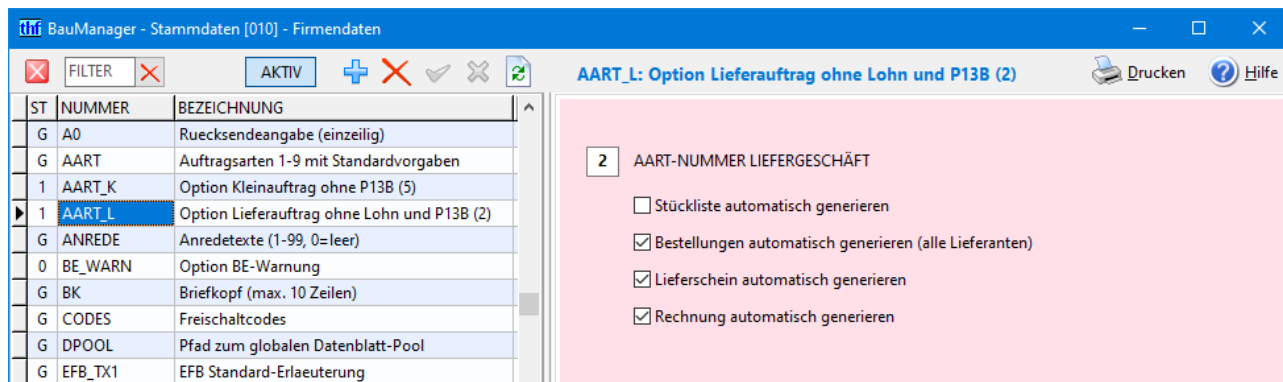 thf BauManager - Stammdaten [010] - Firmendaten
FILTER AKTIV AART_L: Option Lieferauftrag ohne Lohn und P13B (2) Drucken Hilfe
ST NUMMER BEZEICHNUNG
G A0 Ruecksendeangabe (einzeilig)
G AART Auftragsarten 1-9 mit Standardvorgaben
1 AART_K Option Kleinauftrag ohne P13B (5)
1 AART_L Option Lieferauftrag ohne Lohn und P13B (2)
G ANREDE Anredetexte (1-99, 0=leer)
0 BE_WARN Option BE-Warnung
G BK Briefkopf (max. 10 Zeilen)
G CODES Freischaltcodes
G DPOOL Pfad zum globalen Datenblatt-Pool
G EFB_TX1 EFB Standard-Erlaeuterung
2 AART-NUMMER LIEFERGESCHÄFT
Stückliste automatisch generieren
Bestellungen automatisch generieren (alle Lieferanten)
Lieferschein automatisch generieren
Rechnung automatisch generieren